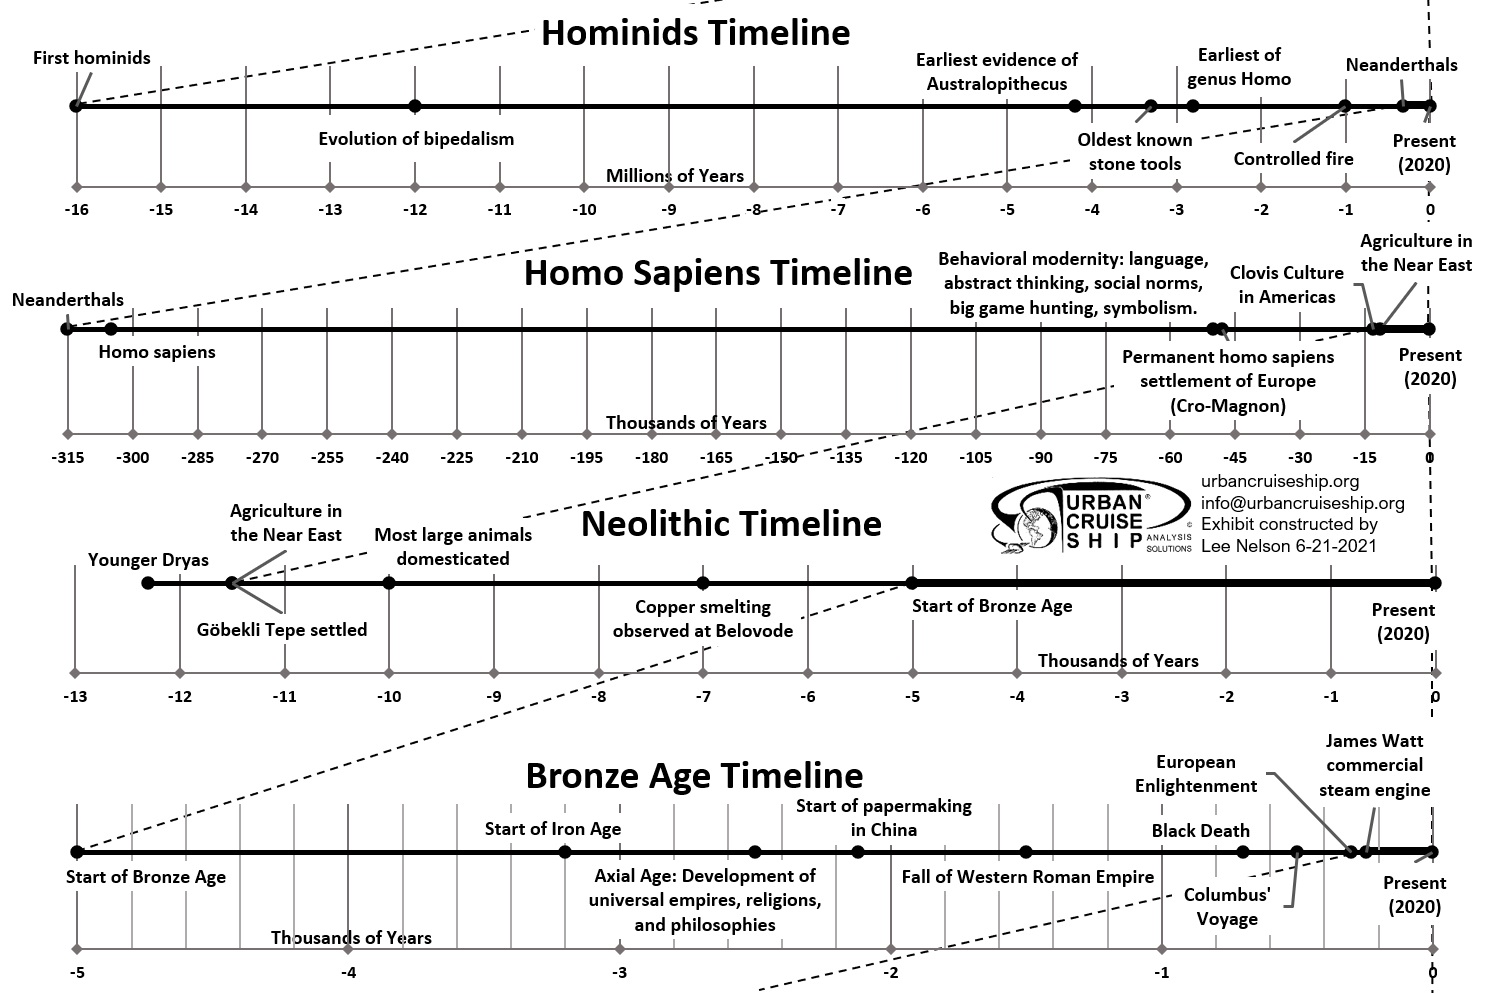 Hominids Timeline
First hominids
Evolution of bipedalism
Earliest evidence of
Australopithecus
Oldest known
stone tools
Earliest of
genus Homo
Controlled fire
Neanderthals
Present
(2020)
Millions of Years
-16 -15 -14 -13 -12 -11 -10 -9 -8 -7 -6 -5 -4 -3 -2 -1 0
Homo Sapiens Timeline
Neanderthals
Homo sapiens
Behavioral modernity: language,
abstract thinking, social norms,
big game hunting, symbolism.
Permanent homo sapiens
settlement of Europe
(Cro-Magnon)
Clovis Culture
in Americas
Agriculture in
the Near East
Present
(2020)
Thousands of Years
-315 -300 -285 -270 -255 -240 -225 -210 -195 -180 -165 -150 -135 -120 -105 -90 -75 -60 -45 -30 -15 0
URBAN®
CRUISE
SHIP
©
ANALYSIS
SOLUTIONS
urbancruiseship.org
info@urbancruiseship.org
Exhibit constructed by
Lee Nelson 6-21-2021
Neolithic Timeline
Younger Dryas
Agriculture in
the Near East
Göbekli Tepe settled
Most large animals
domesticated
Copper smelting
observed at Belovode
Start of Bronze Age
Present
(2020)
Thousands of Years
-13 -12 -11 -10 -9 -8 -7 -6 -5 -4 -3 -2 -1 0
Bronze Age Timeline
Start of Bronze Age
Start of Iron Age
Axial Age: Development of
universal empires, religions,
and philosophies
Start of papermaking
in China
Fall of Western Roman Empire
Black Death
Columbus'
Voyage
European
Enlightenment
James Watt
commercial
steam engine
Present
(2020)
Thousands of Years
-5 -4 -3 -2 -1 0